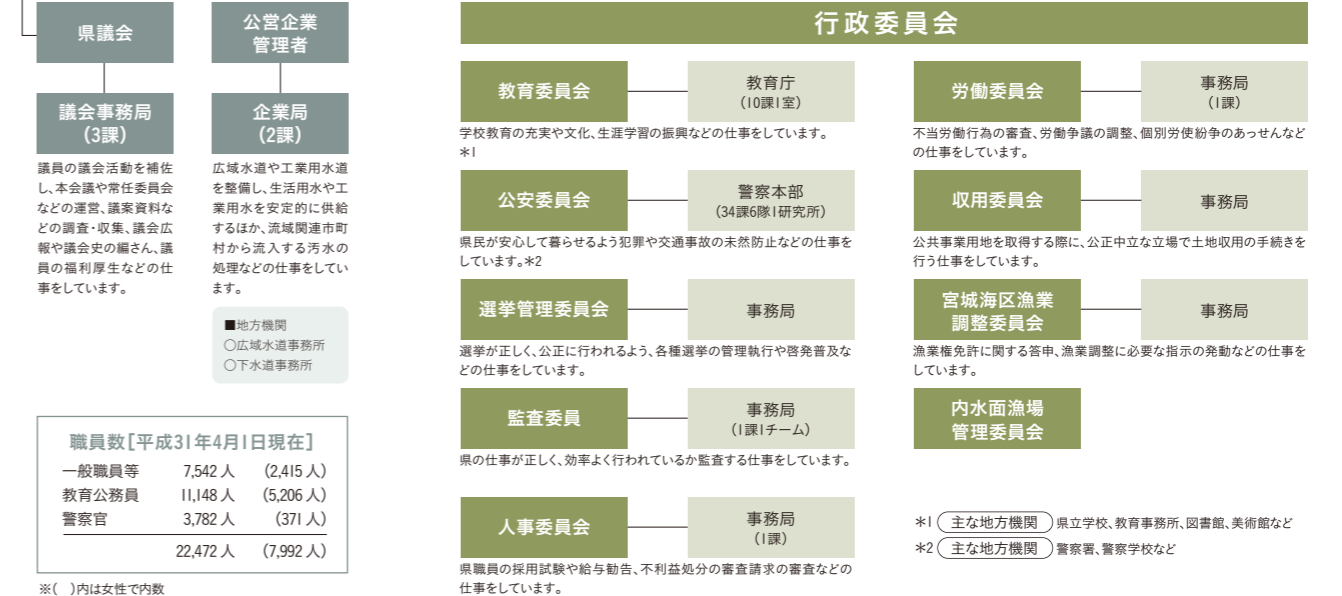 県議会
議会事務局
(3課)
議員の議会活動を補佐
し、本会議や常任委員会
などの運営、議案資料な
どの調査・収集、議会広
報や議会史の編さん、議
員の福利厚生などの仕
事をしています。
公営企業
管理者
企業局
(2課)
広域水道や工業用水道
を整備し、生活用水や工
業用水を安定的に供給
するほか、流域関連市町
村から流入する汚水の
処理などの仕事をしてい
ます。
■地方機関
○広域水道事務所
○下水道事務所
職員数[平成31年4月1日現在]
一般職員等 7,542人 (2,415人)
教育公務員 11,148人 (5,206人)
警察官 3,782人 (371人)
22,472人 (7,992人)
※( )内は女性で内数
行政委員会
教育委員会
教育庁
(10課1室)
学校教育の充実や文化、生涯学習の振興などの仕事をしています。
*1
公安委員会
警察本部
(34課6隊1研究所)
県民が安心して暮らせるよう犯罪や交通事故の未然防止などの仕事を
しています。*2
選挙管理委員会
事務局
選挙が正しく、公正に行われるよう、各種選挙の管理執行や啓発普及な
どの仕事をしています。
監査委員
事務局
(1課1チーム)
県の仕事が正しく、効率よく行われているか監査する仕事をしています。
人事委員会
事務局
(1課)
県職員の採用試験や給与勧告、不利益処分の審査請求の審査などの
仕事をしています。
労働委員会
事務局
(1課)
不当労働行為の審査、労働争議の調整、個別労使紛争のあっせんなど
の仕事をしています。
収用委員会
事務局
公共事業用地を取得する際に、公正中立な立場で土地収用の手続きを
行う仕事をしています。
宮城海区漁業
調整委員会
事務局
漁業権免許に関する答申、漁業調整に必要な指示の発動などの仕事を
しています。
内水面漁場
管理委員会
*1 主な地方機関 県立学校、教育事務所、図書館、美術館など
*2 主な地方機関 警察署、警察学校など